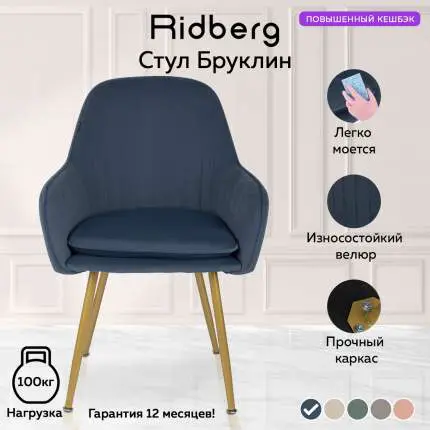 Ridberg
ПОВЫШЕННЫЙ КЕШБЭК
Стул Бруклин
Легко
моется
Износостойкий
велюр
Прочный
каркас
100кг
Нагрузка
Гарантия 12 месяцев!